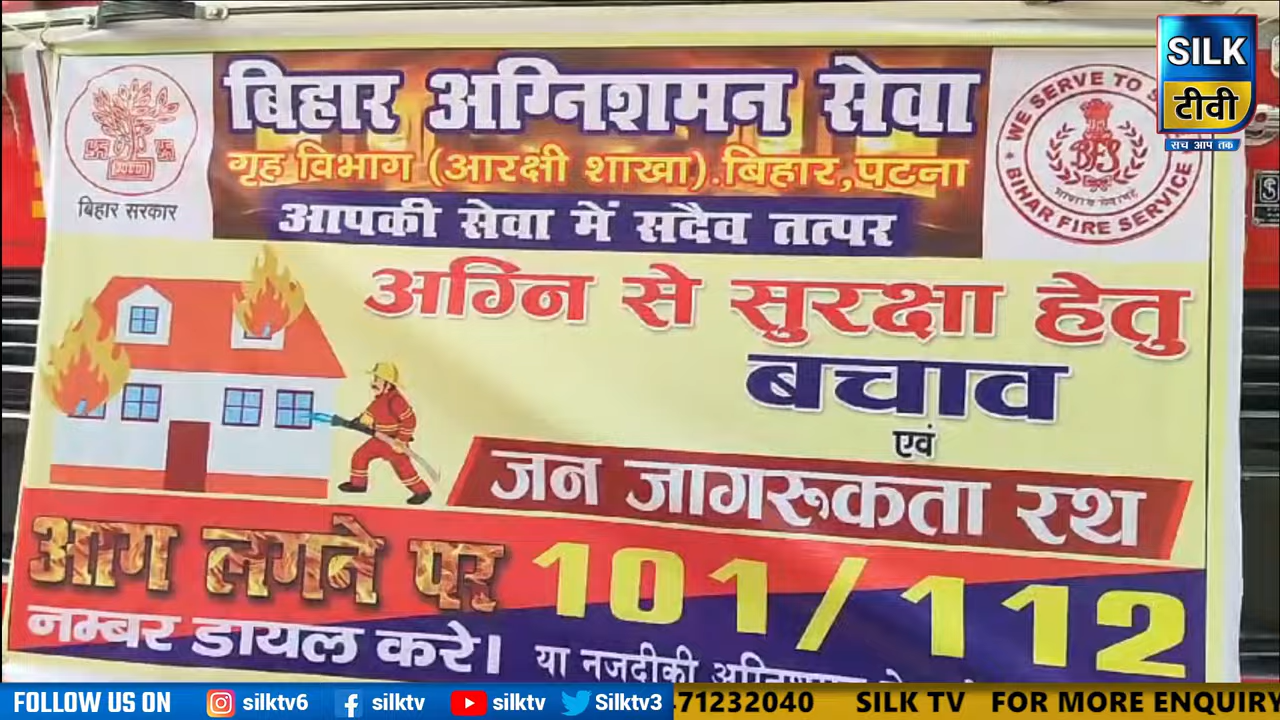 SILK
टीवी
सच आप तक
बिहार अग्निशमन सेवा
गृह विभाग (आरक्षी शाखा).बिहार,पटना
आपकी सेवा में सदैव तत्पर
बिहार सरकार
WE SERVE TO
BFS
BIHAR FIRE SERVICE
अग्नि से सुरक्षा हेतु
बचाव
एवं
जन जागरूकता रथ
आग लगने पर 101/112
नम्बर डायल करे। या नजदीकी
FOLLOW US ON silktv6 silktv silktv Silktv3 71232040 SILK TV FOR MORE ENQUIRY